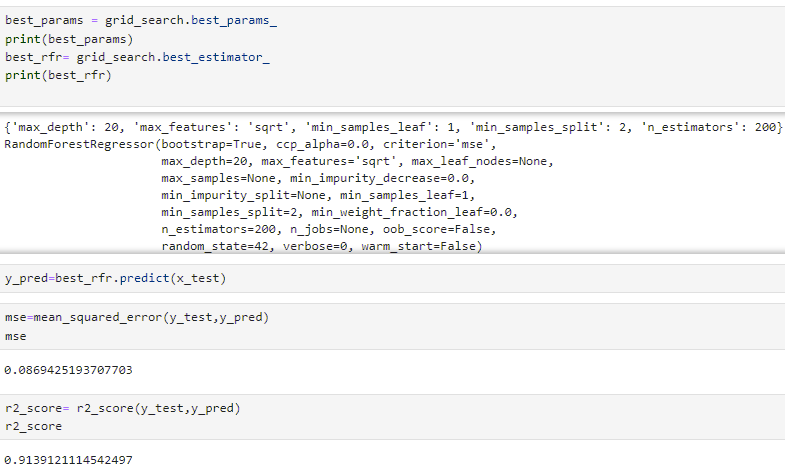 best_params = grid_search.best_params_
print(best_params)
best_rfr= grid_search.best_estimator_
print(best_rfr)
{'max_depth': 20, 'max_features': 'sqrt', 'min_samples_leaf': 1, 'min_samples_split': 2, 'n_estimators': 200}
RandomForestRegressor(bootstrap=True, ccp_alpha=0.0, criterion='mse',
                      max_depth=20, max_features='sqrt', max_leaf_nodes=None,
                      max_samples=None, min_impurity_decrease=0.0,
                      min_impurity_split=None, min_samples_leaf=1,
                      min_samples_split=2, min_weight_fraction_leaf=0.0,
                      n_estimators=200, n_jobs=None, oob_score=False,
                      random_state=42, verbose=0, warm_start=False)
y_pred=best_rfr.predict(x_test)
mse=mean_squared_error(y_test,y_pred)
mse
0.0869425193707703
r2_score= r2_score(y_test,y_pred)
r2_score
0.9139121114542497